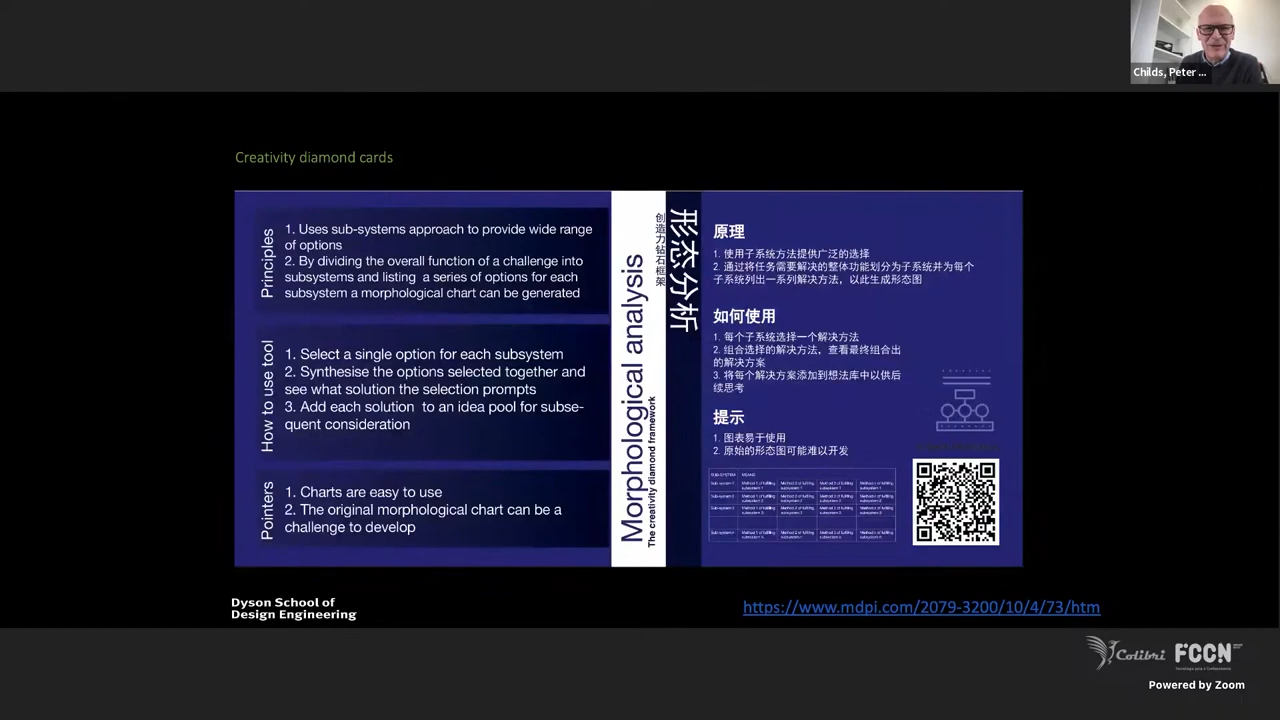 Childs, Peter ...
Creativity diamond cards
Principles
1. Uses sub-systems approach to provide wide range
of options
2. By dividing the overall function of a challenge into
subsystems and lising a series of options for each
subsystem a morphological chart can be generated
How to use tool
1. Select a single option for each subsystem
2. Synthesise the options selected together and
see what solution the selection prompts
3. Add each solution to an idea pool for subse-
quent consideration
Pointers
1. Charts are easy to use
2. The original morphological chart can be a
challenge to develop
Morphological analysis
The creativity diamond framework
创造力钻石框架
形态分析
原理
1. 使用子系统方法提供广泛的选择
2. 通过将任务需要解决的整体功能划分为子系统并为每个
子系统列出一系列解决方法，以此生成形态图
如何使用
1. 每个子系统选择一个解决方法
2. 组合选择的解决方法，查看最终组合出
的解决方案
3. 将每个解决方案添加到想法库中以供后
续思考
提示
1. 图表易于使用
2. 原始的形态图可能难以开发
Dyson School of
Design Engineering
https://www.mdpi.com/2079-3200/10/4/73/htm
Colibri FCCN
Powered by Zoom